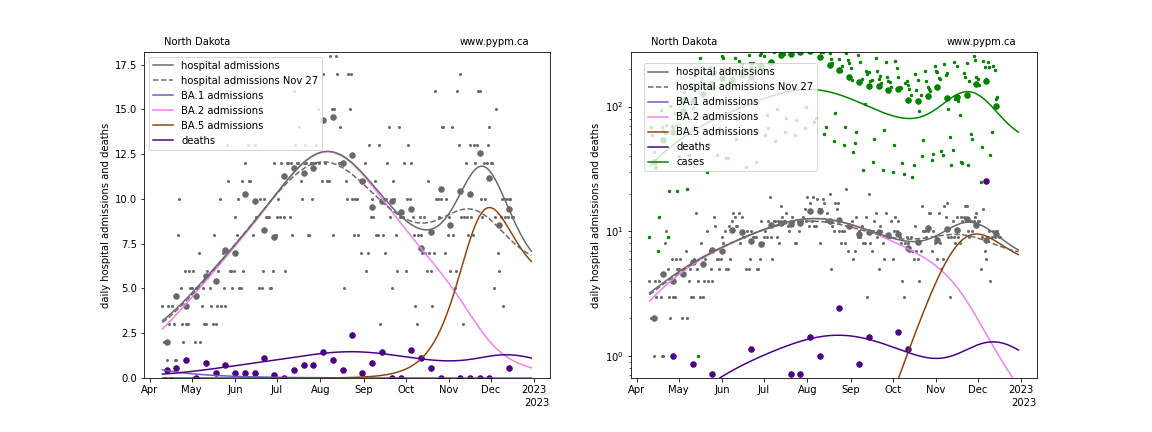 North Dakota www.pypm.ca
hospital admissions
hospital admissions Nov 27
BA.1 admissions
BA.2 admissions
BA.5 admissions
deaths
daily hospital admissions and deaths
17.5
15.0
12.5
10.0
7.5
5.0
2.5
0.0
Apr May Jun Jul Aug Sep Oct Nov Dec 2023
2023
North Dakota www.pypm.ca
hospital admissions
hospital admissions Nov 27
BA.1 admissions
BA.2 admissions
BA.5 admissions
deaths
cases
daily hospital admissions and deaths
10²
10¹
10⁰
Apr May Jun Jul Aug Sep Oct Nov Dec 2023
2023